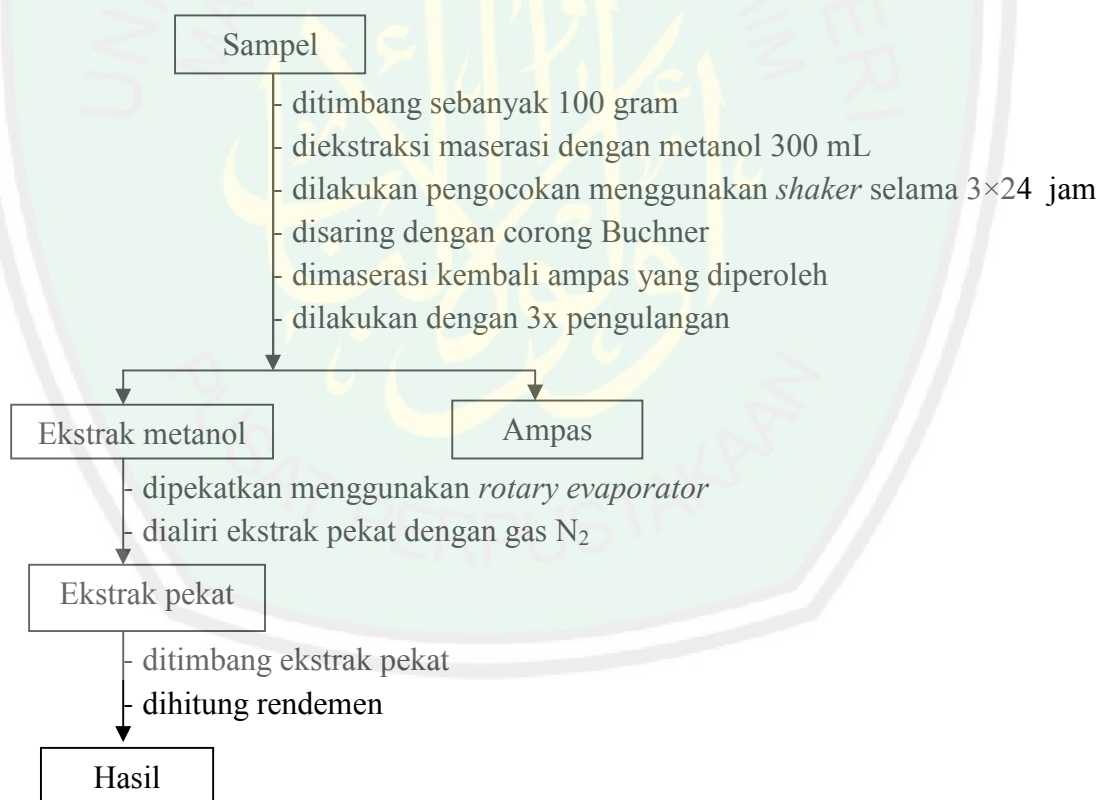 Sampel
- ditimbang sebanyak 100 gram
- diekstraksi maserasi dengan metanol 300 mL
- dilakukan pengocokan menggunakan shaker selama 3×24 jam
- disaring dengan corong Buchner
- dimaserasi kembali ampas yang diperoleh
- dilakukan dengan 3x pengulangan
Ekstrak metanol
Ampas
- dipekatkan menggunakan rotary evaporator
- dialiri ekstrak pekat dengan gas N₂
Ekstrak pekat
- ditimbang ekstrak pekat
- dihitung rendemen
Hasil
PUSAT PERPUSTAKAAN